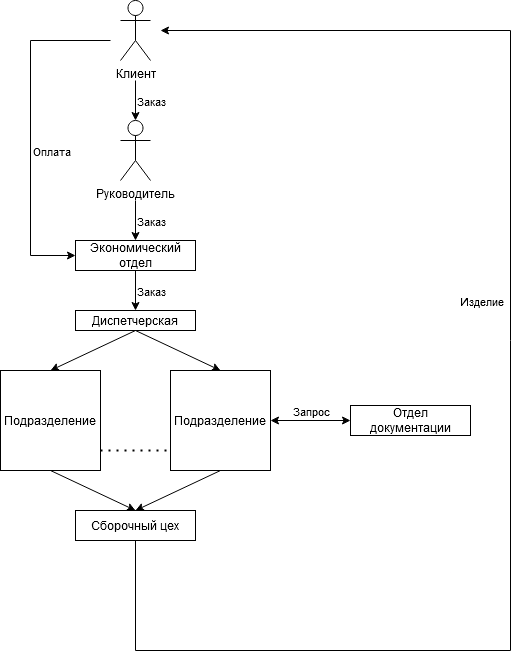 Клиент
Заказ
Оплата
Руководитель
Заказ
Экономический
отдел
Заказ
Изделие
Диспетчерская
Подразделение
Подразделение
Запрос
Отдел
документации
Сборочный цех